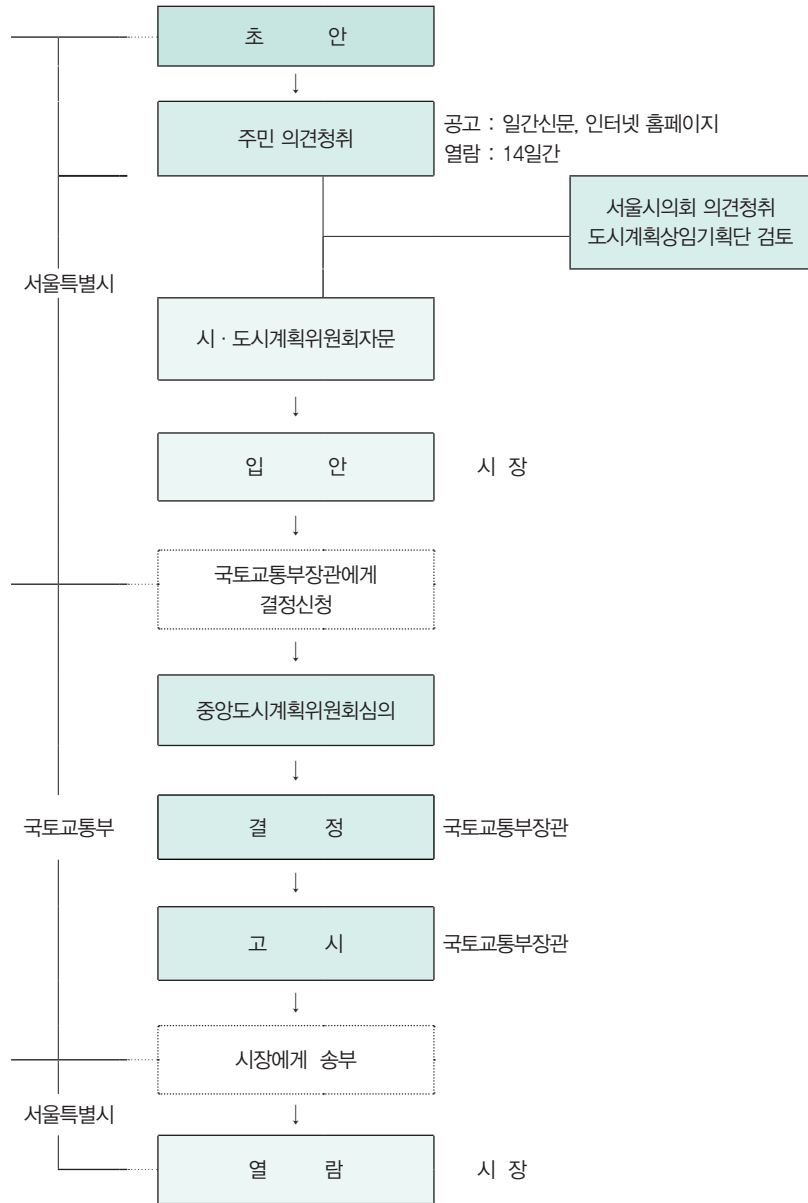 초 안
↓
주민 의견청취
공고 : 일간신문, 인터넷 홈페이지
열람 : 14일간
서울시의회 의견청취
도시계획상임기획단 검토
서울특별시
시 · 도시계획위원회자문
↓
입 안
시 장
↓
국토교통부장관에게
결정신청
↓
중앙도시계획위원회심의
↓
국토교통부
결 정
국토교통부장관
↓
고 시
국토교통부장관
↓
시장에게 송부
서울특별시
↓
열 람
시 장